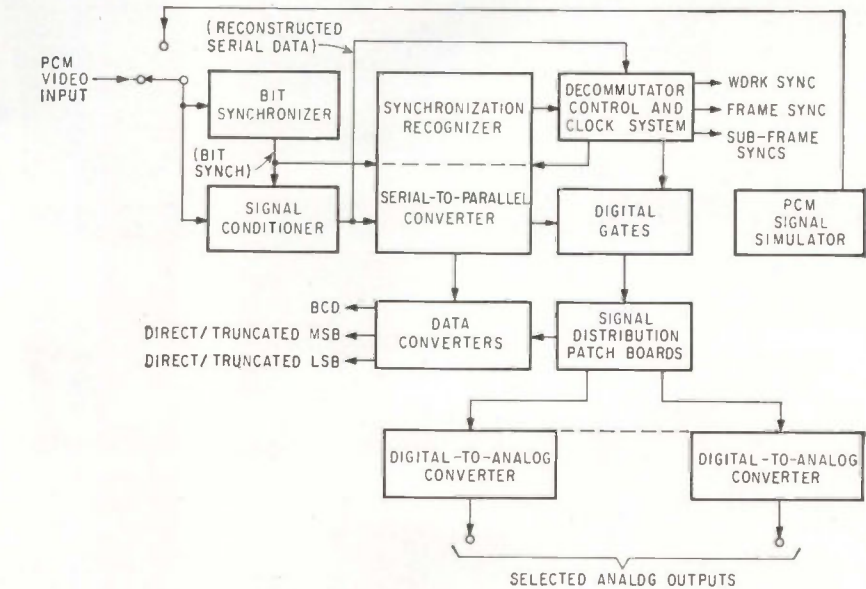 (RECONSTRUCTED
SERIAL DATA)
PCM
VIDEO
INPUT
BIT
SYNCHRONIZER
(BIT
SYNCH)
SIGNAL
CONDITIONER
SYNCHRONIZATION
RECOGNIZER
SERIAL-TO-PARALLEL
CONVERTER
DECOMMUTATOR
CONTROL AND
CLOCK SYSTEM
WDRK SYNC
FRAME SYNC
SUB-FRAME
SYNCS
DIGITAL
GATES
PCM
SIGNAL
SIMULATOR
BCD
DIRECT/TRUNCATED MSB
DIRECT/TRUNCATED LSB
DATA
CONVERTERS
SIGNAL
DISTRIBUTION
PATCH BOARDS
DIGITAL-TO-ANALOG
CONVERTER
DIGITAL-TO-ANALOG
CONVERTER
SELECTED ANALOG OUTPUTS